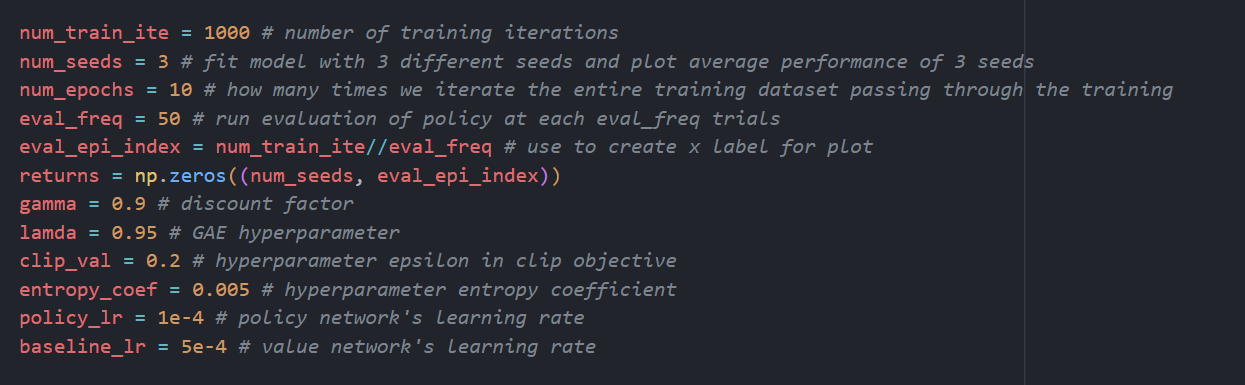 num_train_ite = 1000 # number of training iterations
num_seeds = 3 # fit model with 3 different seeds and plot average performance of 3 seeds
num_epochs = 10 # how many times we iterate the entire training dataset passing through the training
eval_freq = 50 # run evaluation of policy at each eval_freq trials
eval_epi_index = num_train_ite//eval_freq # use to create x label for plot
returns = np.zeros((num_seeds, eval_epi_index))
gamma = 0.9 # discount factor
lamda = 0.95 # GAE hyperparameter
clip_val = 0.2 # hyperparameter epsilon in clip objective
entropy_coef = 0.005 # hyperparameter entropy coefficient
policy_lr = 1e-4 # policy network's learning rate
baseline_lr = 5e-4 # value network's learning rate